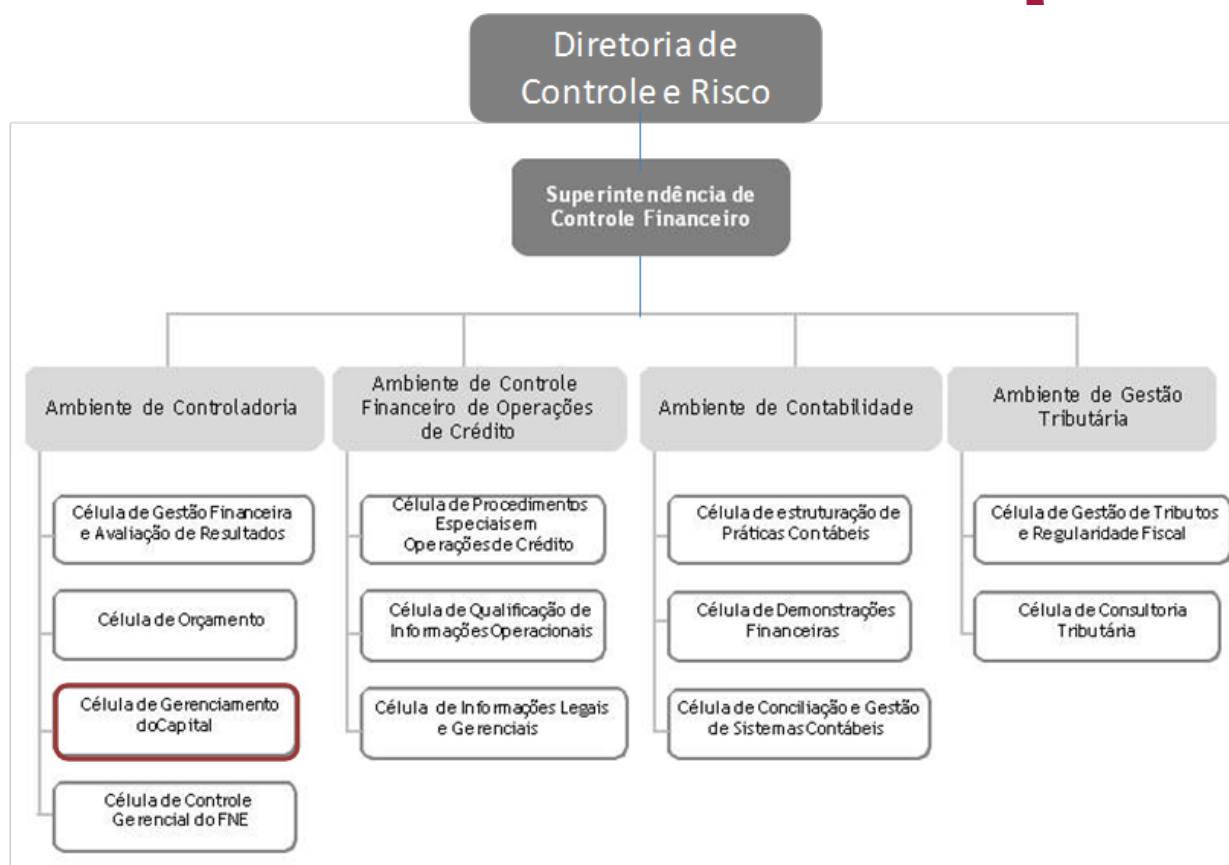 Diretoria de
Controle e Risco
Superintendência de
Controle Financeiro
Ambiente de Controladoria
Ambiente de Controle
Financeiro de Operações
de Crédito
Ambiente de Contabilidade
Ambiente de Gestão
Tributária
Célula de Gestão Financeira
e Avaliação de Resultados
Célula de Orçamento
Célula de Gerenciamento
doCapital
Célula de Controle
Gerencial do FNE
Célula de Procedimentos
Especiais em
Operações de Crédito
Célula de Qualificação de
Informações Operacionais
Célula de Informações Legais
e Gerenciais
Célula de estruturação de
Práticas Contábeis
Célula de Demonstrações
Financeiras
Célula de Conciliação e Gestão
de Sistemas Contábeis
Célula de Gestão de Tributos
e Regularidade Fiscal
Célula de Consultoria
Tributária